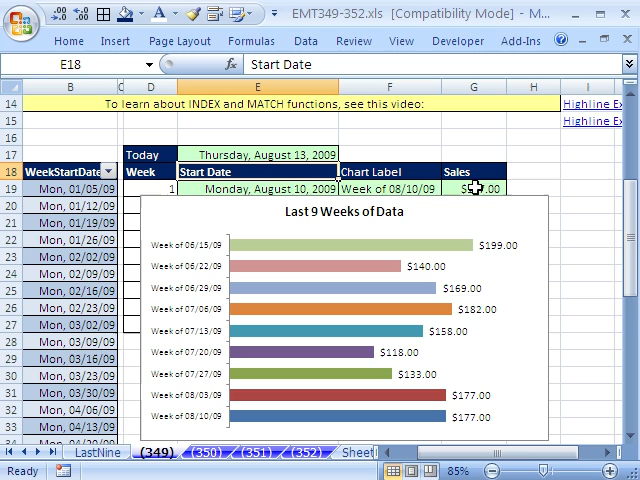 EMT349-352.xls [Compatibility Mode] - M...
Home Insert Page Layout Formulas Data Review View Developer Add-Ins
E18 fx Start Date
B C D E F G H I J
14 To learn about INDEX and MATCH functions, see this video: Highline Ex
15 Highline Ex
16
17 Today Thursday, August 13, 2009
18 WeekStartDate Week Start Date Chart Label Sales
19 Mon, 01/05/09 1 Monday, August 10, 2009 Week of 08/10/09
20 Mon, 01/12/09
21 Mon, 01/19/09
22 Mon, 01/26/09
23 Mon, 02/02/09
24 Mon, 02/09/09
25 Mon, 02/16/09
26 Mon, 02/23/09
27 Mon, 03/02/09
28 Mon, 03/09/09
29 Mon, 03/16/09
30 Mon, 03/23/09
31 Mon, 03/30/09
32 Mon, 04/06/09
33 Mon, 04/13/09
Mon, 04/20/09
Last 9 Weeks of Data
Week of 06/15/09 $199.00
Week of 06/22/09 $140.00
Week of 06/29/09 $169.00
Week of 07/06/09 $182.00
Week of 07/13/09 $158.00
Week of 07/20/09 $118.00
Week of 07/27/09 $133.00
Week of 08/03/09 $177.00
Week of 08/10/09 $177.00
LastNine (349) (350) (351) (352) Sheet
Ready 85%